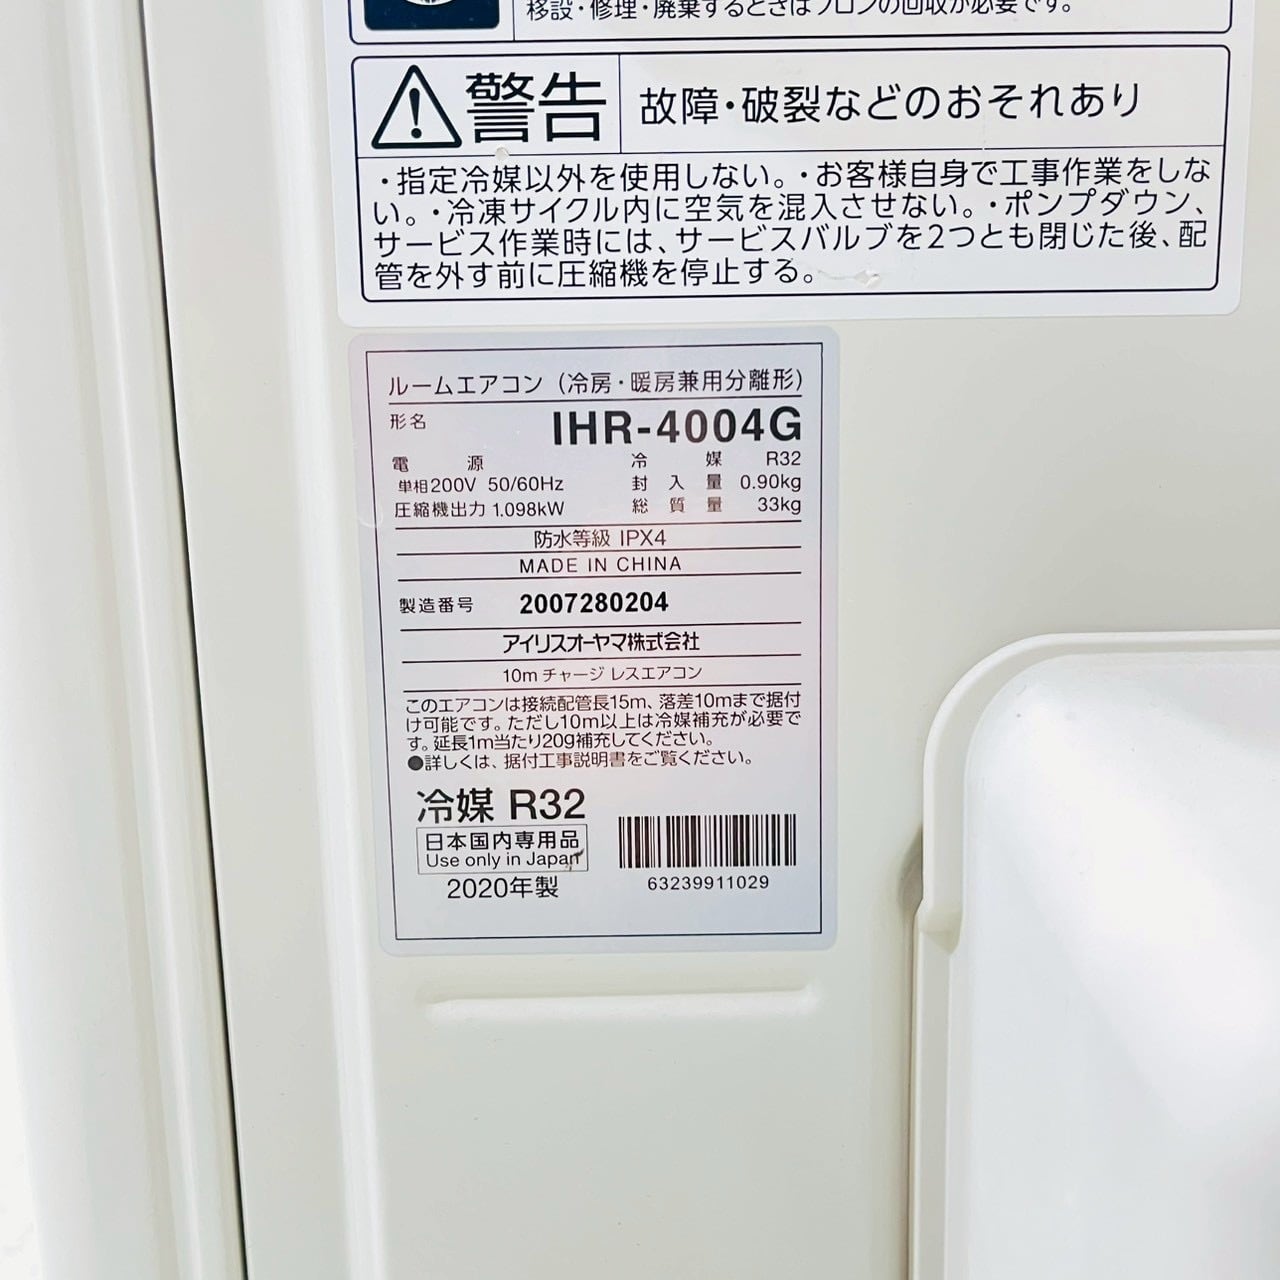 移設・修理・廃棄するときはフロンの回収が必要です。
警告 故障・破裂などのおそれあり
・指定冷媒以外を使用しない。・お客様自身で工事作業をしな
い。・冷凍サイクル内に空気を混入させない。・ポンプダウン、
サービス作業時には、サービスバルブを2つとも閉じた後、配
管を外す前に圧縮機を停止する。
ルームエアコン（冷房・暖房兼用分離形）
形名 IHR-4004G
電源 冷媒 R32
単相200V 50/60Hz 封入量 0.90kg
圧縮機出力 1.098kW 総質量 33kg
防水等級 IPX4
MADE IN CHINA
製造番号 2007280204
アイリスオーヤマ株式会社
10mチャージレスエアコン
このエアコンは接続配管長15m、落差10mまで据付
け可能です。ただし10m以上は冷媒補充が必要で
す。延長1m当たり20g補充してください。
●詳しくは、据付工事説明書をご覧ください。
冷媒 R32
日本国内専用品
Use only in Japan
2020年製
63239911029